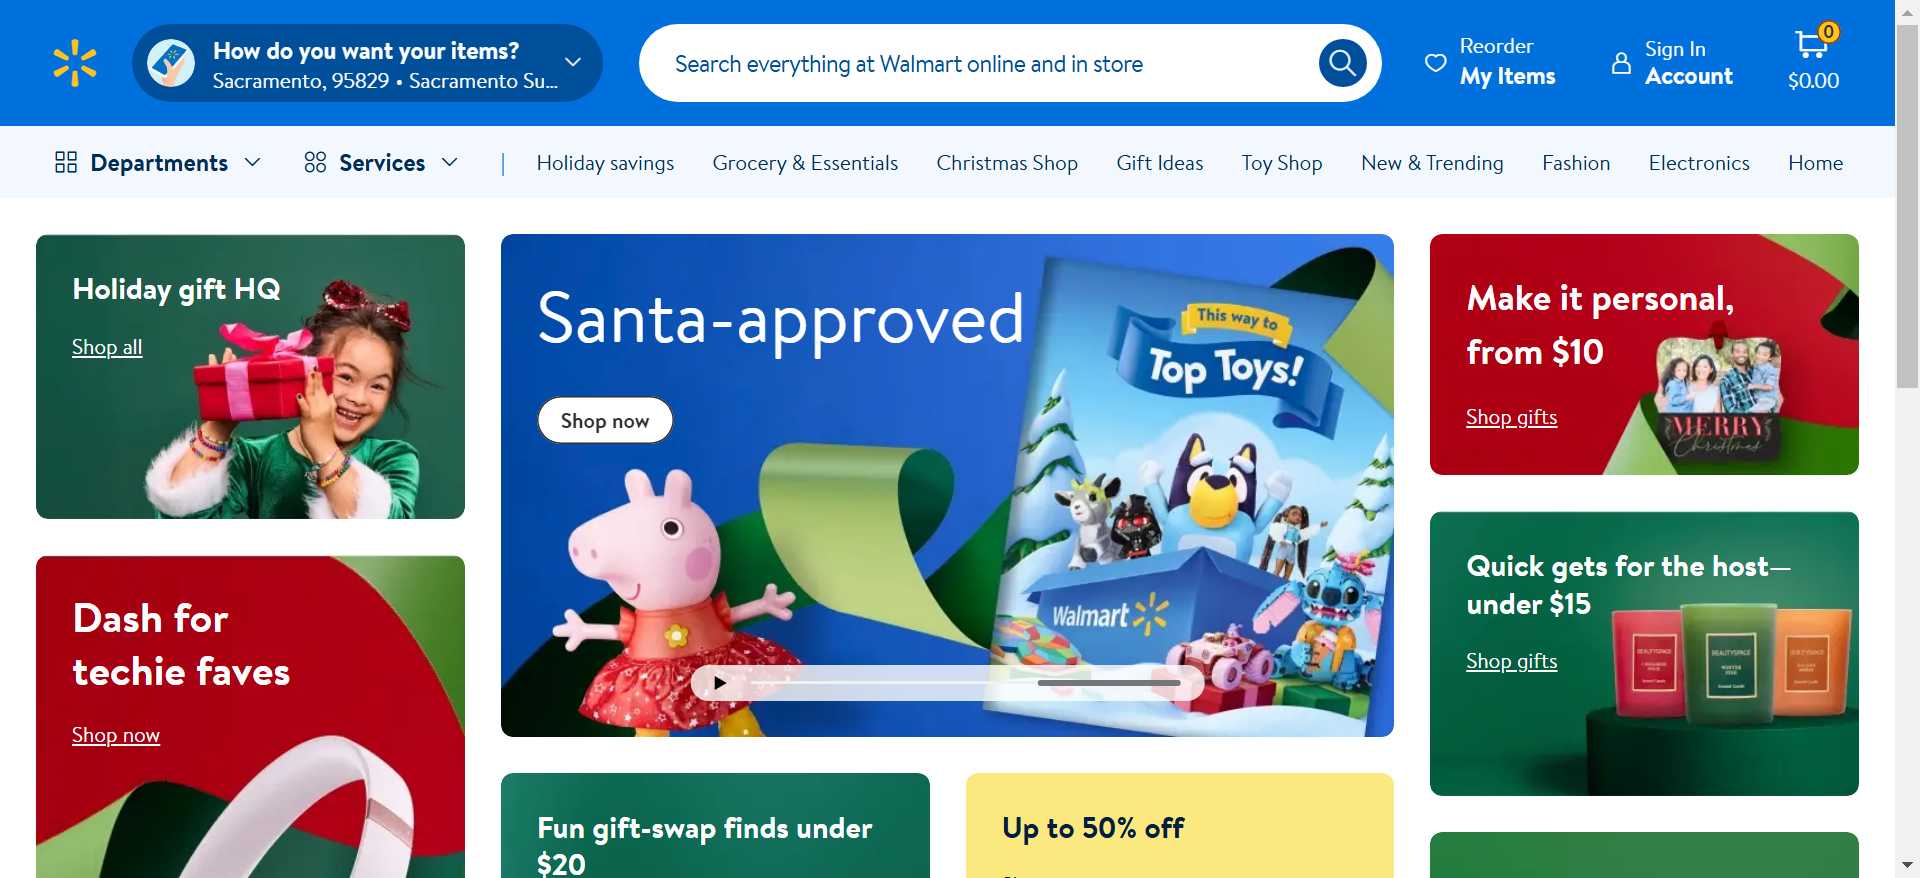 How do you want your items?
Sacramento, 95829 • Sacramento Su...
Search everything at Walmart online and in store
Reorder
My Items
Sign In
Account
0
$0.00
Departments
Services
Holiday savings
Grocery & Essentials
Christmas Shop
Gift Ideas
Toy Shop
New & Trending
Fashion
Electronics
Home
Holiday gift HQ
Shop all
Dash for
techie faves
Shop now
Santa-approved
Shop now
This way to
Top Toys!
Walmart
Fun gift-swap finds under
$20
Up to 50% off
Make it personal,
from $10
Shop gifts
MERRY
Christmas
Quick gets for the host—
under $15
Shop gifts
BEAUTYSPACE
BEAUTYSPACE
BEAUTYSPACE